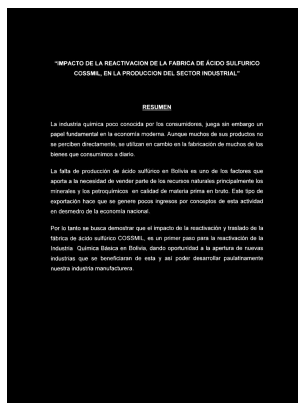 "IMPACTO DE LA REACTIVACION DE LA FABRICA DE ÁCIDO SULFURICO
COSSMIL, EN LA PRODUCCION DEL SECTOR INDUSTRIAL"
RESUMEN
La industria química poco conocida por los consumidores, juega sin embargo un
papel fundamental en la economía moderna. Aunque muchos de sus productos no
se perciben directamente, se utilizan en cambio en la fabricación de muchos de los
bienes que consumimos a diario.
La falta de producción de ácido sulfúrico en Bolivia es uno de los factores que
aporta a la necesidad de vender parte de los recursos naturales principalmente los
minerales y los petroquímicos en calidad de materia prima en bruto. Este tipo de
exportación hace que se genere pocos ingresos por conceptos de esta actividad
en desmedro de la economía nacional.
Por lo tanto se busca demostrar que el impacto de la reactivación y traslado de la
fábrica de ácido sulfúrico COSSMIL, es un primer paso para la reactivación de la
Industria Química Básica en Bolivia, dando oportunidad a la apertura de nuevas
industrias que se beneficiaran de esta y así poder desarrollar paulatinamente
nuestra industria manufacturera.